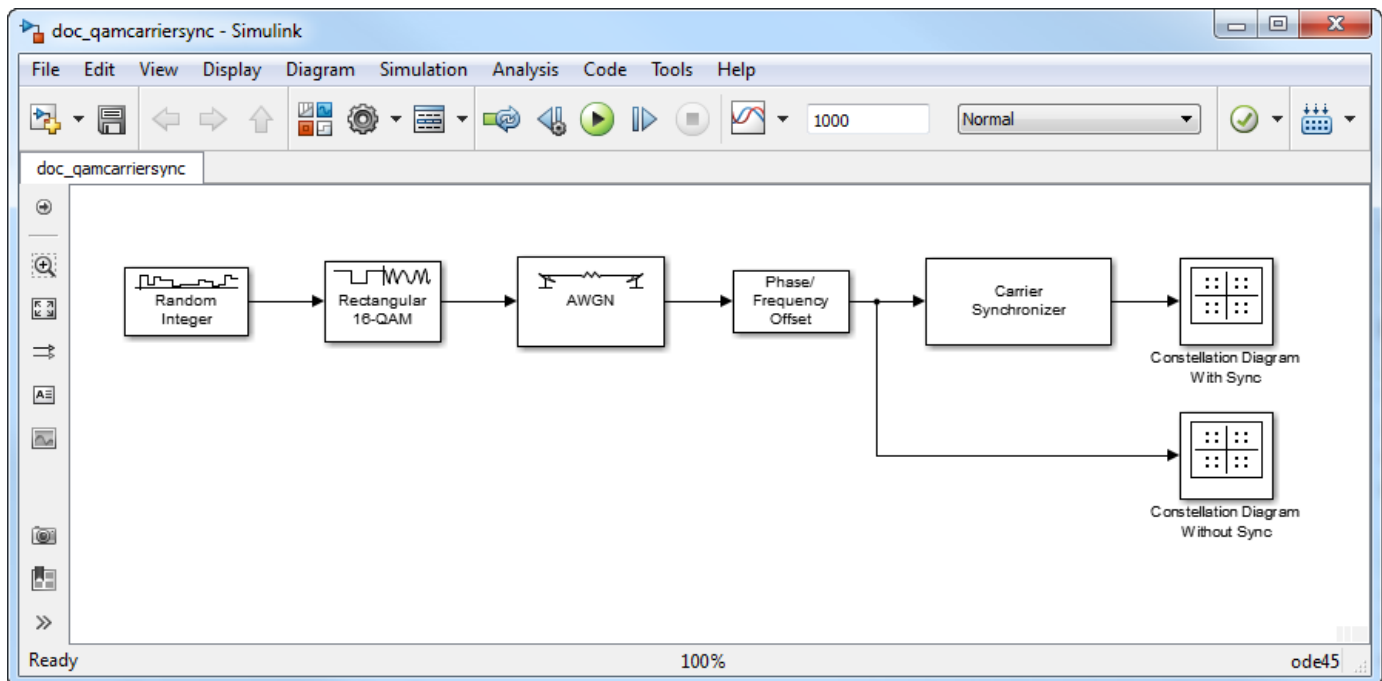 doc_qamcarriersync - Simulink
File Edit View Display Diagram Simulation Analysis Code Tools Help
1000 Normal
doc_qamcarriersync
Random
Integer
Rectangular
16-QAM
AWGN
Phase/
Frequency
Offset
Carrier
Synchronizer
Constellation Diagram
With Sync
Constellation Diagram
Without Sync
Ready 100% ode45